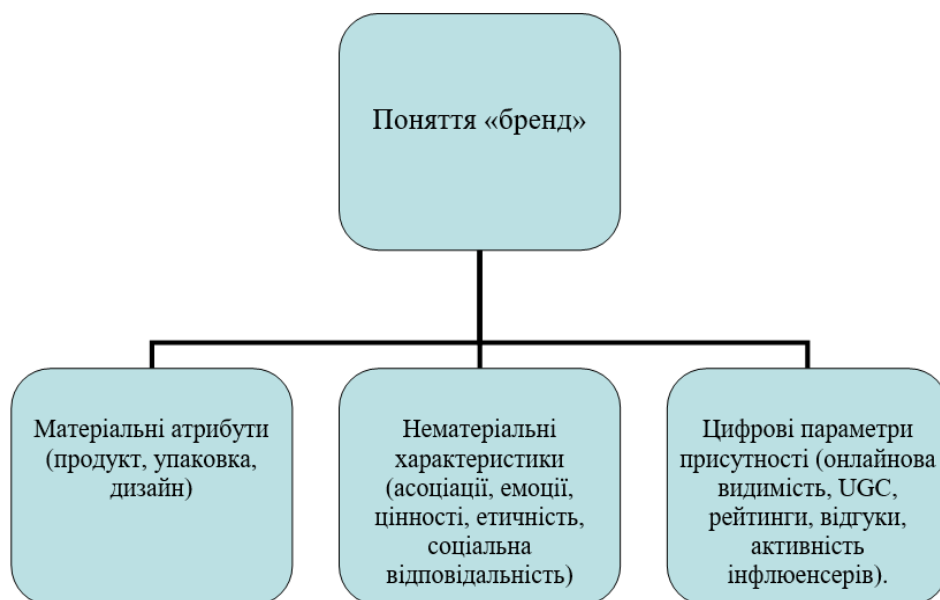 Поняття «бренд»
Матеріальні атрибути
(продукт, упаковка,
дизайн)
Нематеріальні
характеристики
(асоціації, емоції,
цінності, етичність,
соціальна
відповідальність)
Цифрові параметри
присутності (онлайнова
видимість, UGC,
рейтинги, відгуки,
активність
інфлюенсерів).